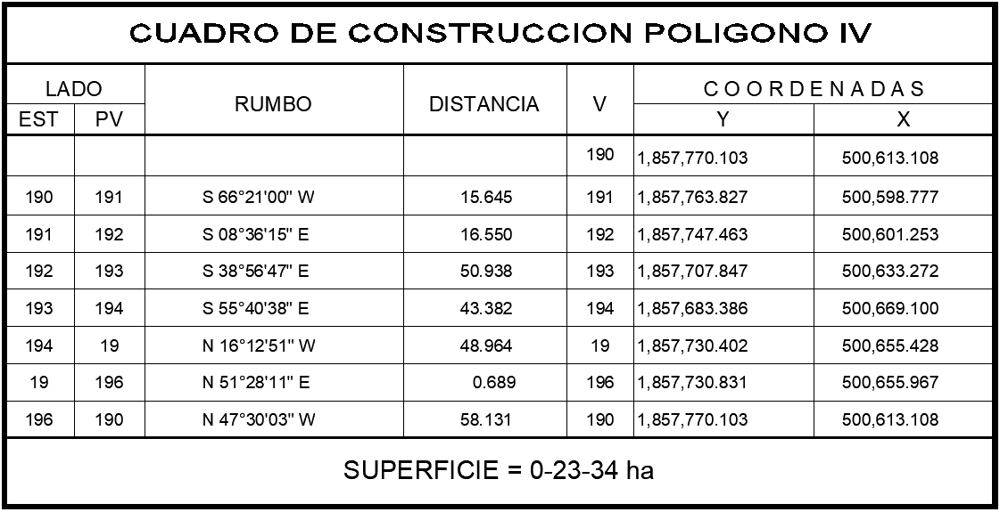 CUADRO DE CONSTRUCCION POLIGONO IV
LADO RUMBO DISTANCIA V C O O R D E N A D A S
EST PV Y X
190 1,857,770.103 500,613.108
190 191 S 66°21'00" W 15.645 191 1,857,763.827 500,598.777
191 192 S 08°36'15" E 16.550 192 1,857,747.463 500,601.253
192 193 S 38°56'47" E 50.938 193 1,857,707.847 500,633.272
193 194 S 55°40'38" E 43.382 194 1,857,683.386 500,669.100
194 19 N 16°12'51" W 48.964 19 1,857,730.402 500,655.428
19 196 N 51°28'11" E 0.689 196 1,857,730.831 500,655.967
196 190 N 47°30'03" W 58.131 190 1,857,770.103 500,613.108
SUPERFICIE = 0-23-34 ha